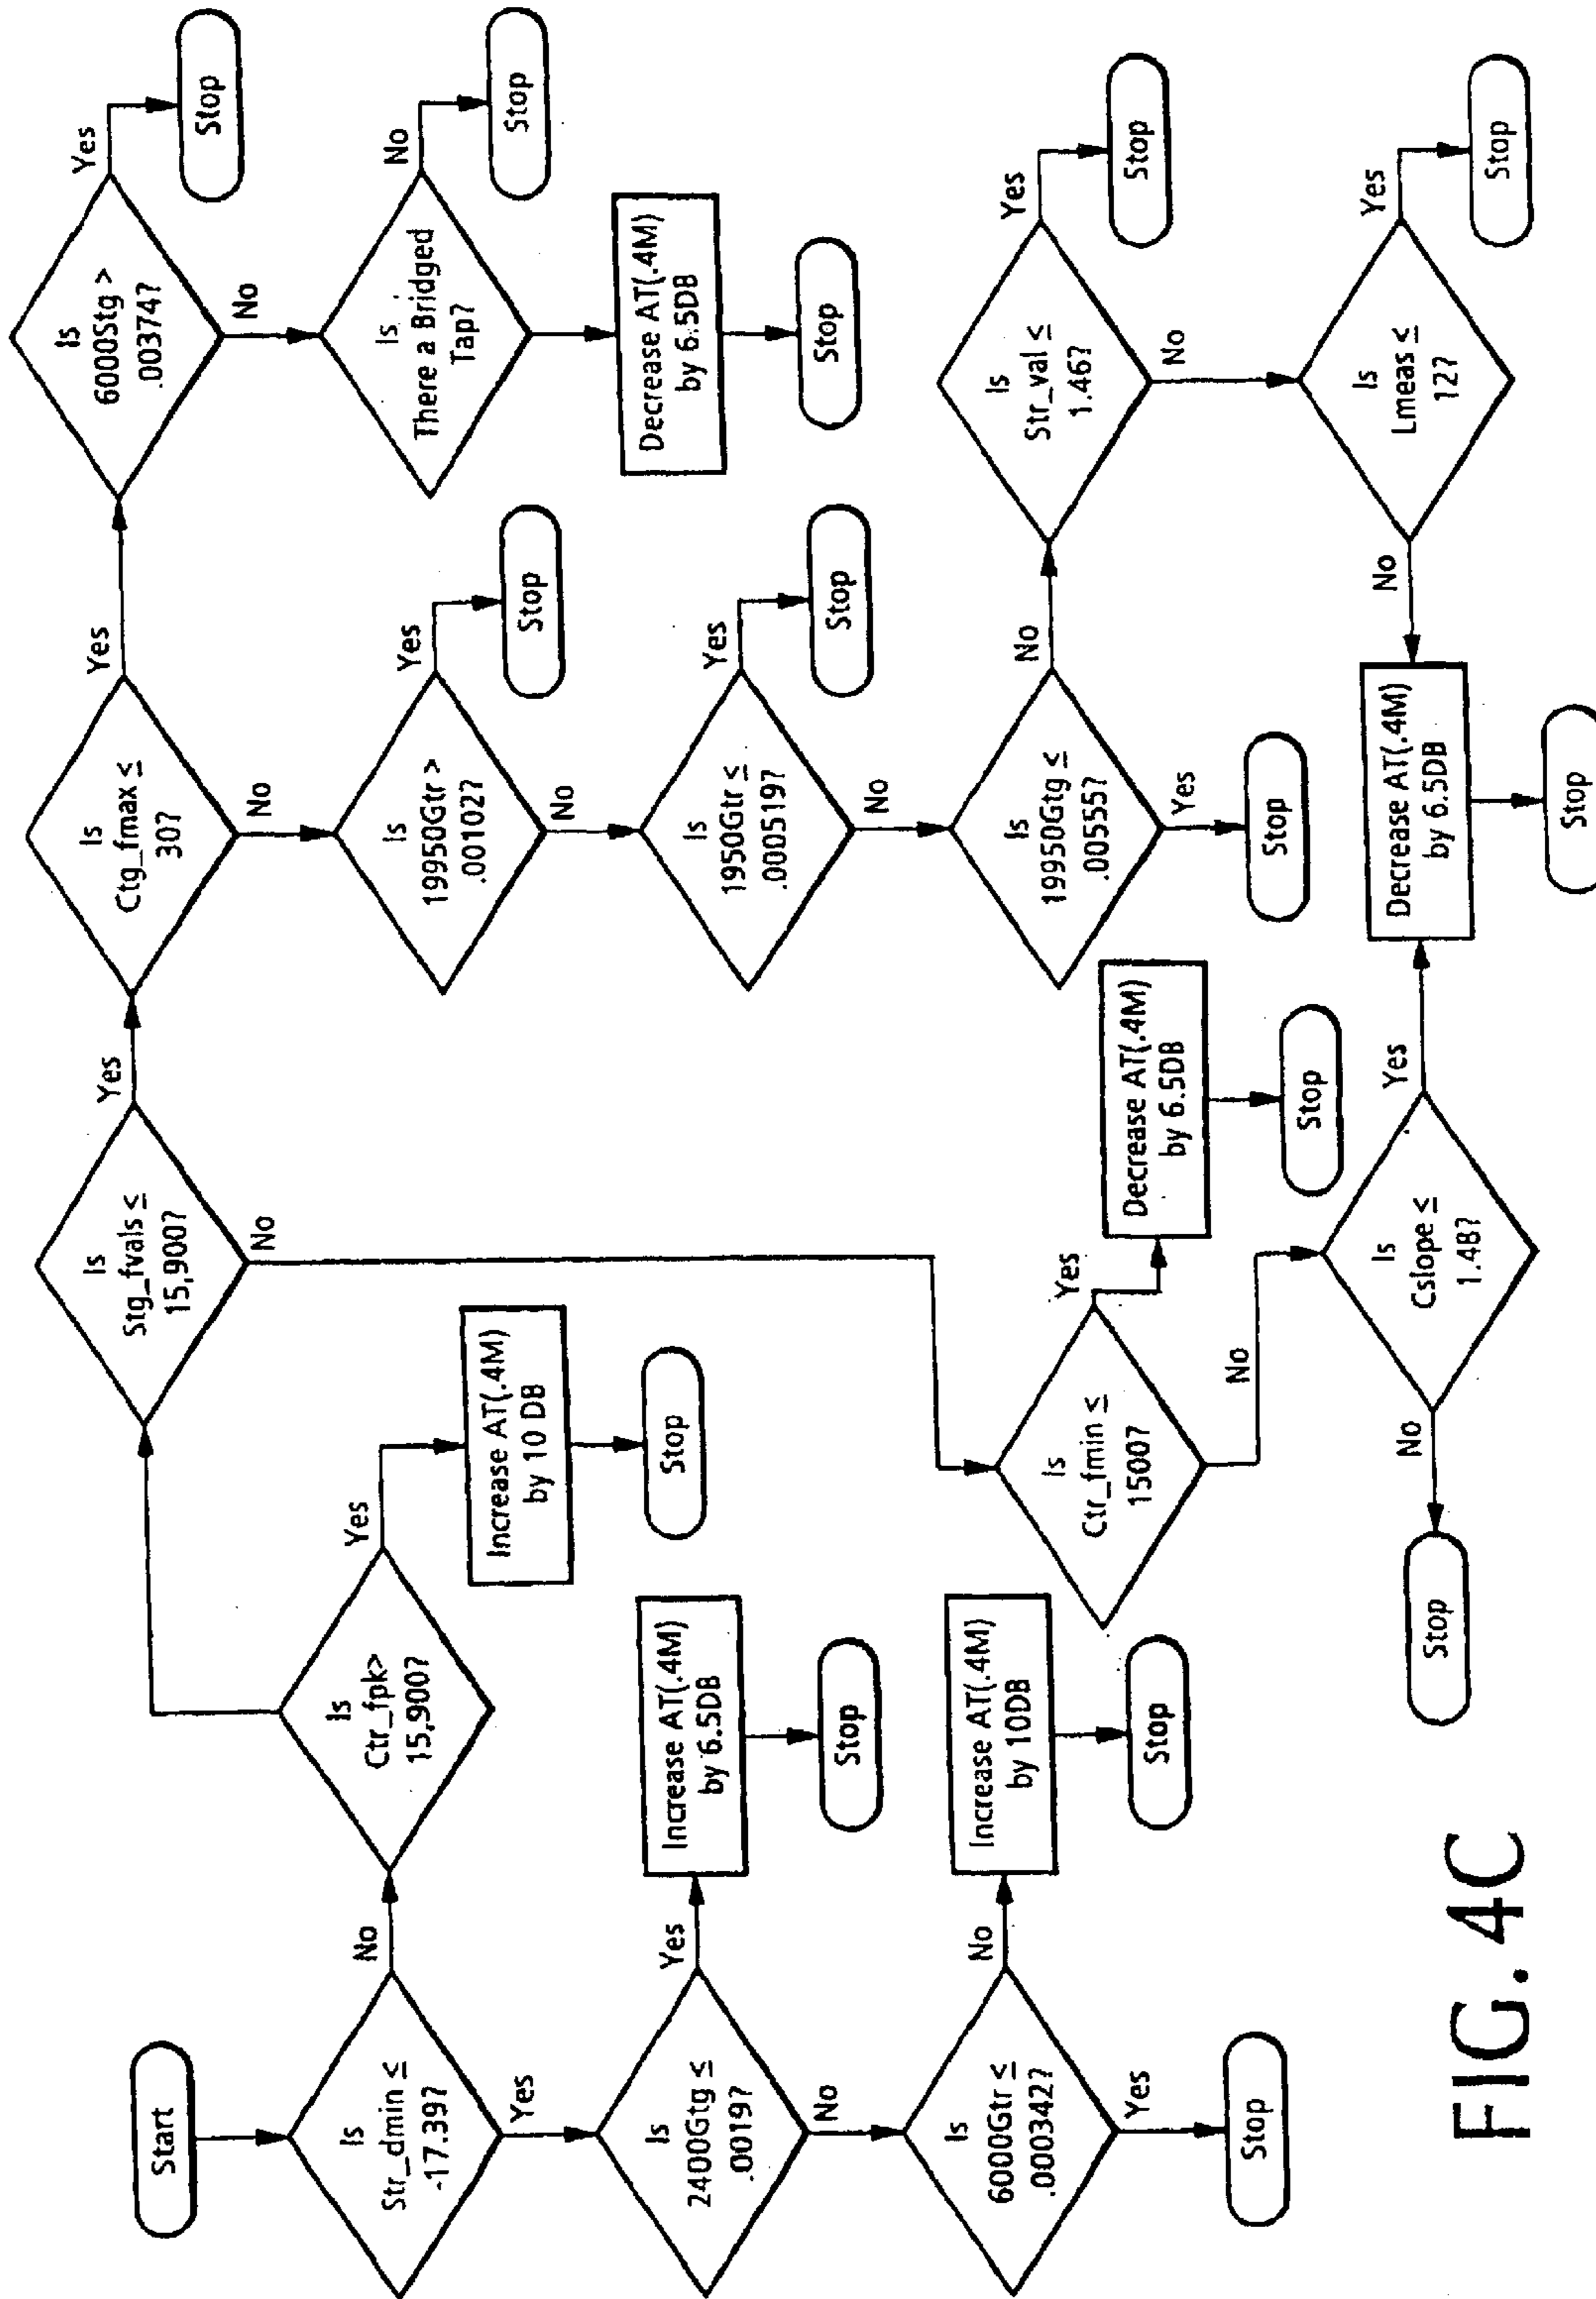 Start
Is
Str_dmin ≤
-17.39?
No
Yes
Is
2400Gtg ≤
.0019?
Yes
Increase AT(.4M)
by 6.5DB
Stop
No
Is
6000Gtr ≤
.000342?
No
Increase AT(.4M)
by 10DB
Stop
Yes
Stop
Is
Ctr_fpk>
15,900?
Yes
Increase AT(.4M)
by 10 DB
Stop
Is
Stg_fvals ≤
15,900?
Yes
No
Is
Ctr_fmin ≤
1500?
Yes
Decrease AT(.4M)
by 6.5DB
Stop
No
Is
Cslope ≤
1.48?
No
Stop
Yes
Decrease AT(.4M)
by 6.5DB
Stop
Is
Ctg_fmax ≤
30?
Yes
No
Is
19950Gtr >
.00102?
Yes
Stop
No
Is
1950Gtr ≤
.000519?
Yes
Stop
No
Is
19950Gtg ≤
.00555?
No
Yes
Stop
Is
6000Stg >
.00374?
Yes
Stop
No
Is
There a Bridged
Tap?
No
Stop
Decrease AT(.4M)
by 6.5DB
Stop
Is
Str_val ≤
1.46?
Yes
Stop
No
Is
Lmeas ≤
12?
Yes
Stop
No
FIG. 4C